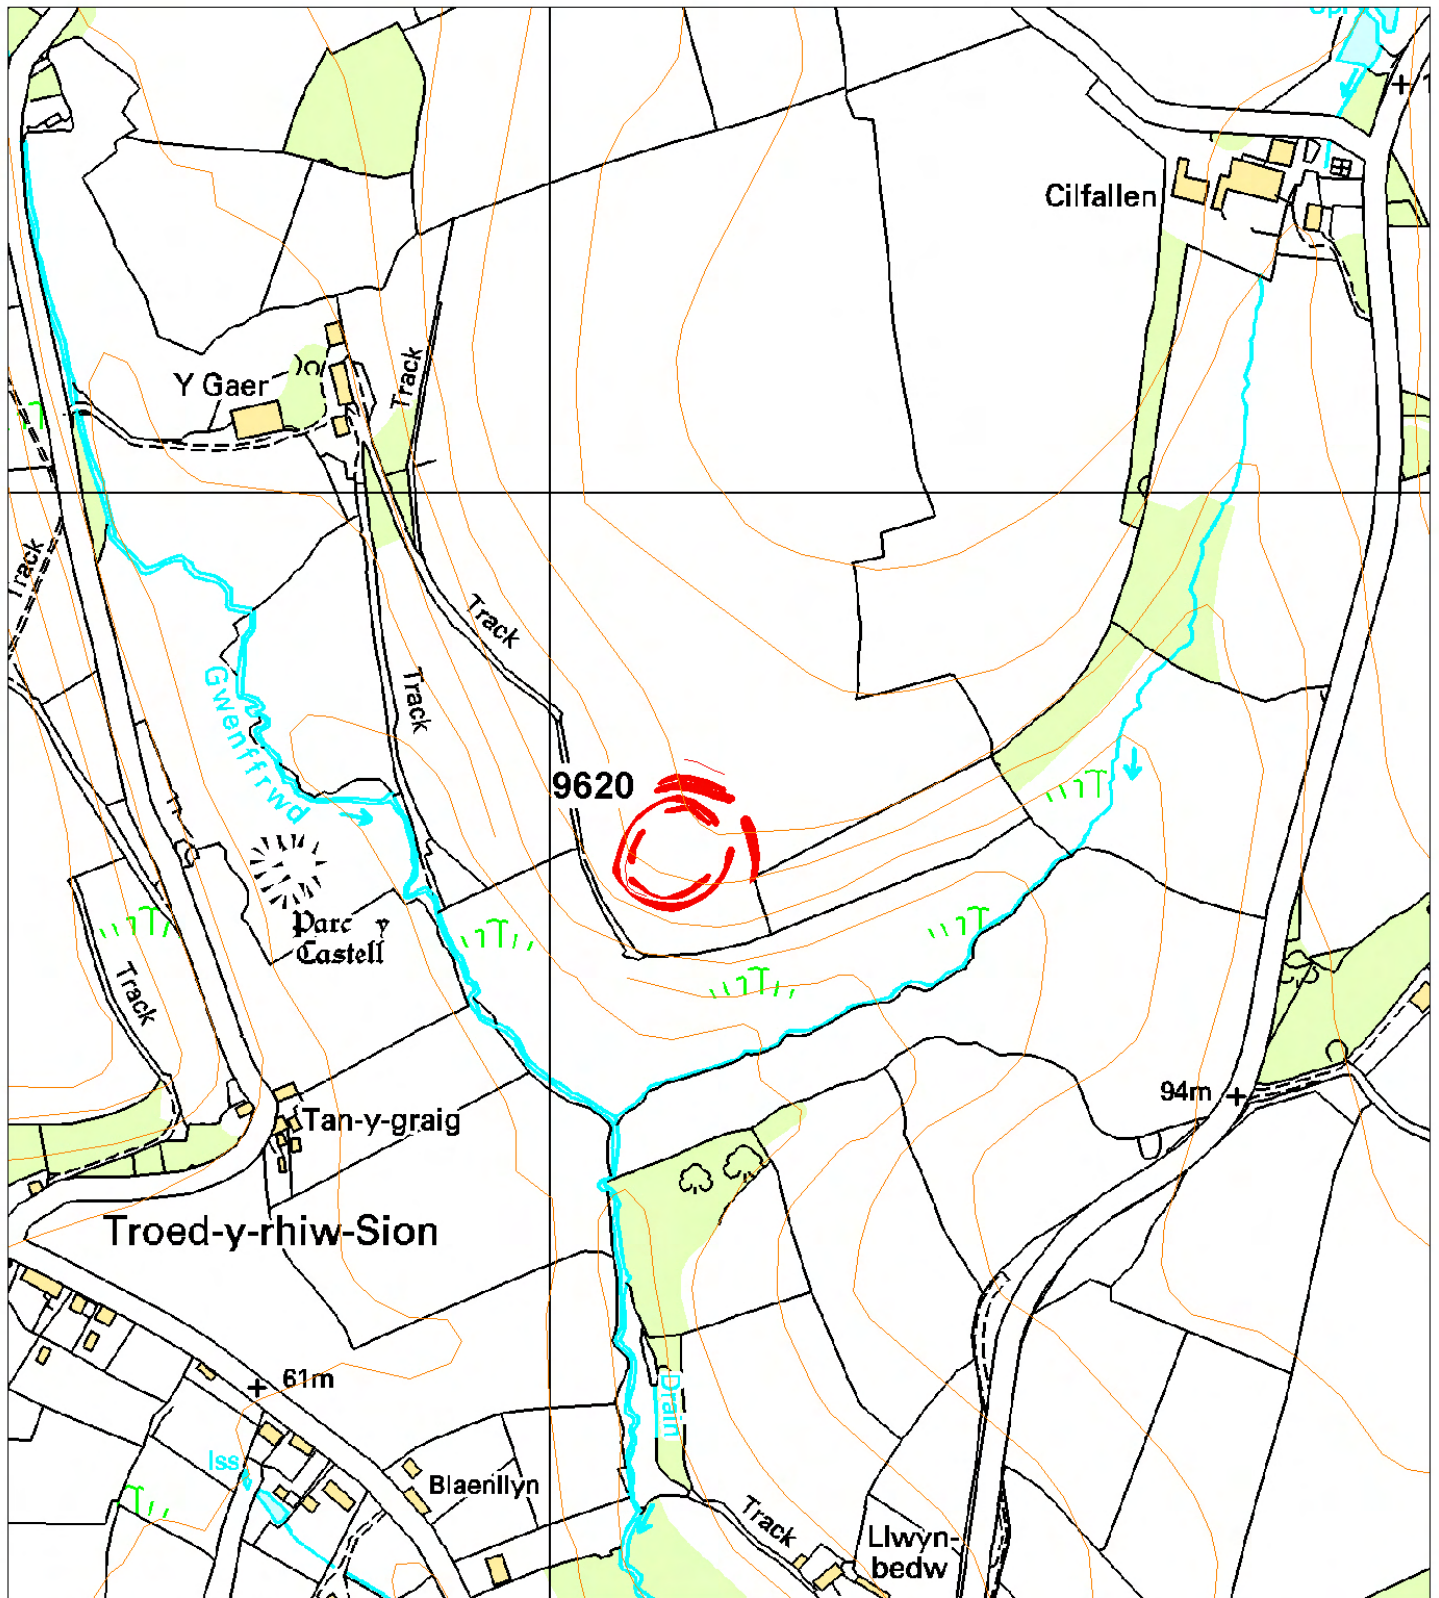 Cilfallen
Y Gaer
Track
Track
Track
Track
Gwenffrwd
9620
Parc y
Castell
Track
94m
Tan-y-graig
Troed-y-rhiw-Sion
61m
Drain
Iss
Blaenllyn
Track
Llwyn-
bedw